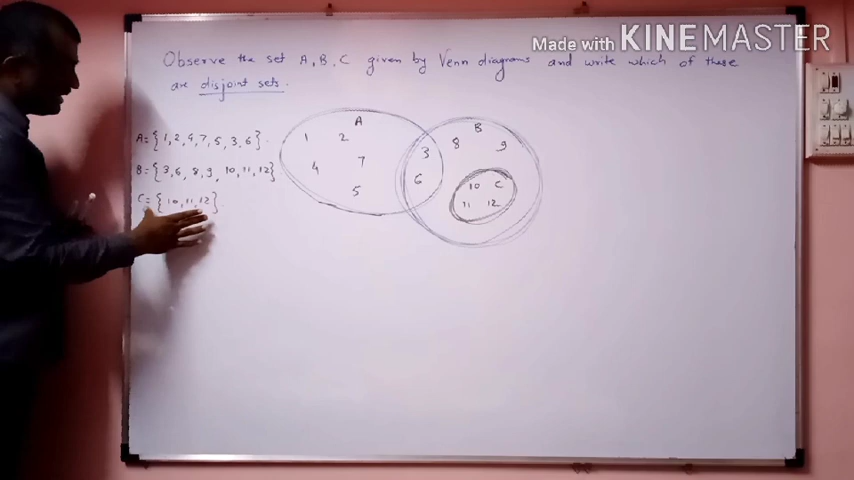 Made with KINEMASTER
Observe the set A, B, C given by Venn diagrams and write which of these
are disjoint sets.
A = {1, 2, 4, 7, 5, 3, 6}.
B = {3, 6, 8, 9, 10, 11, 12}
C = {10, 11, 12}
A
B
1 2
3 8 9
4 7
6
5
10 C
11 12